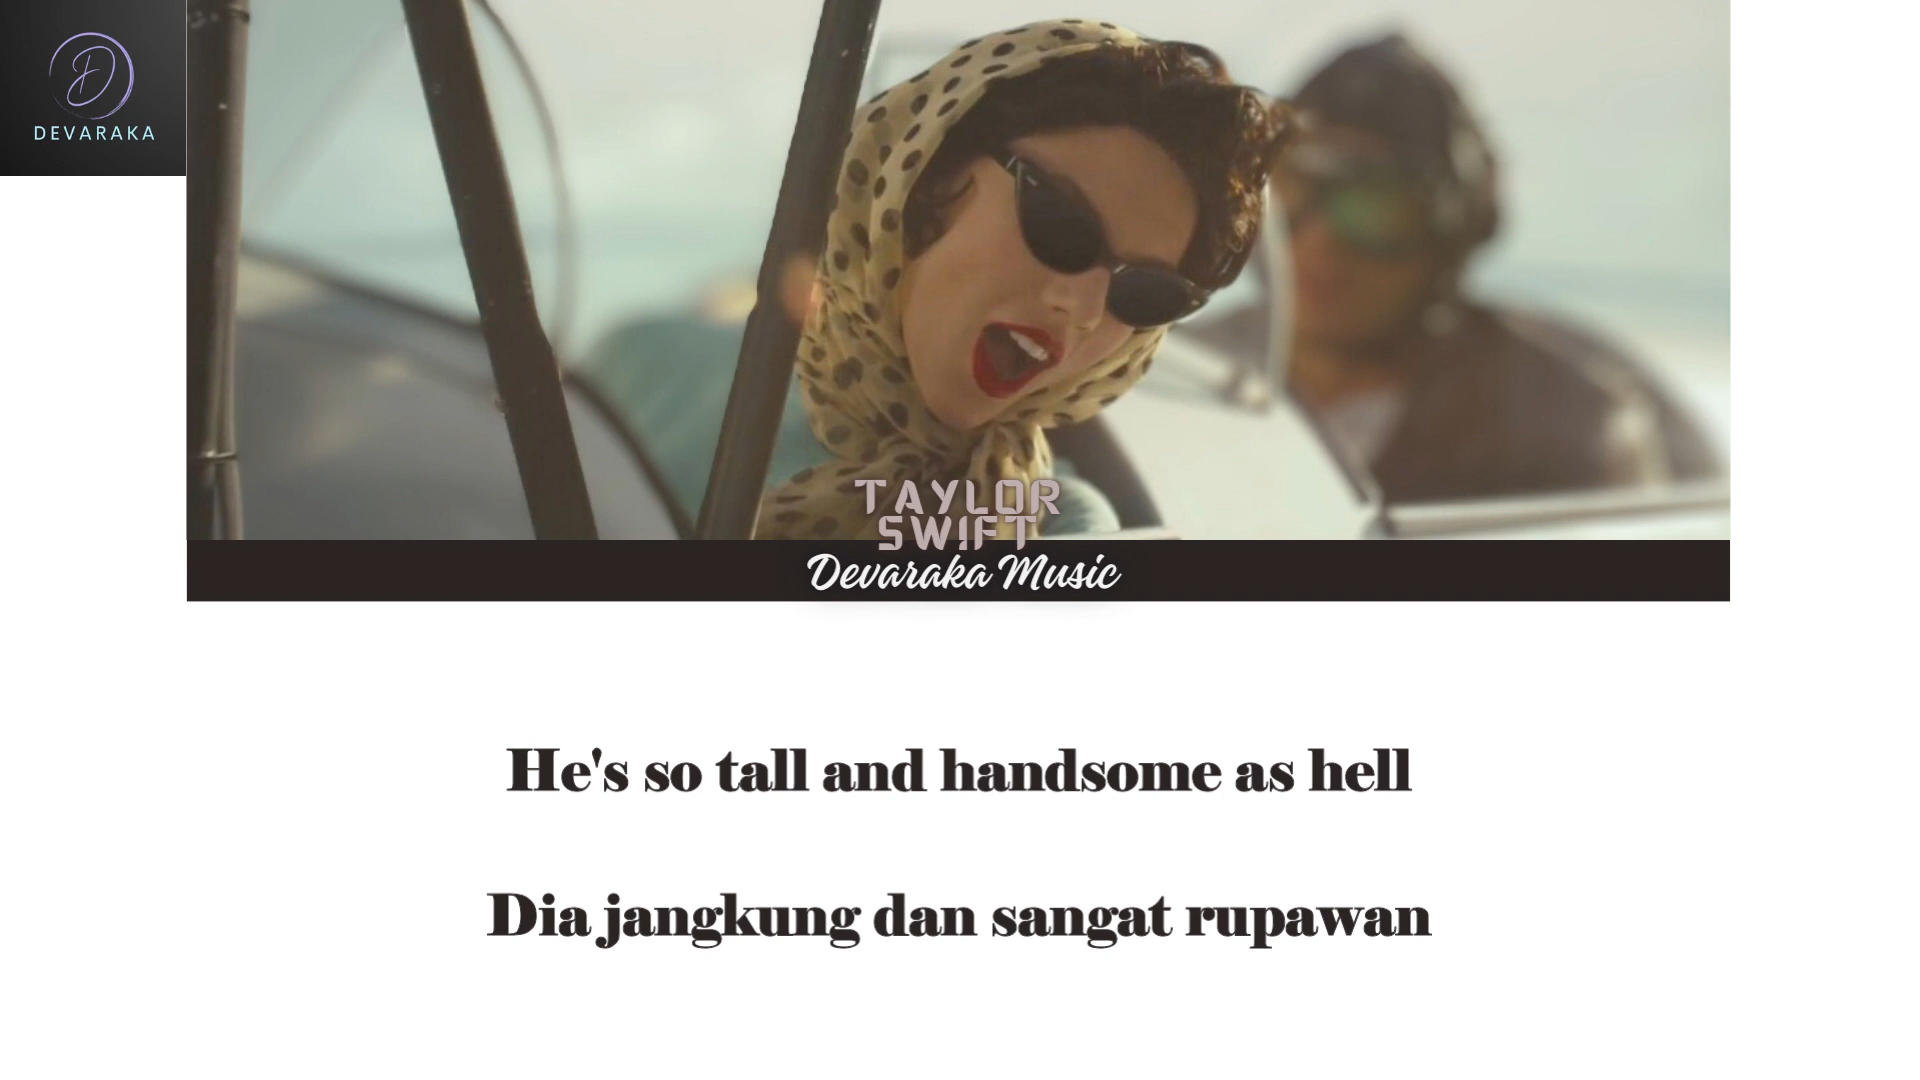 DEVARAKA
TAYLOR
SWIFT
Devaraka Music
He's so tall and handsome as hell
Dia jangkung dan sangat rupawan